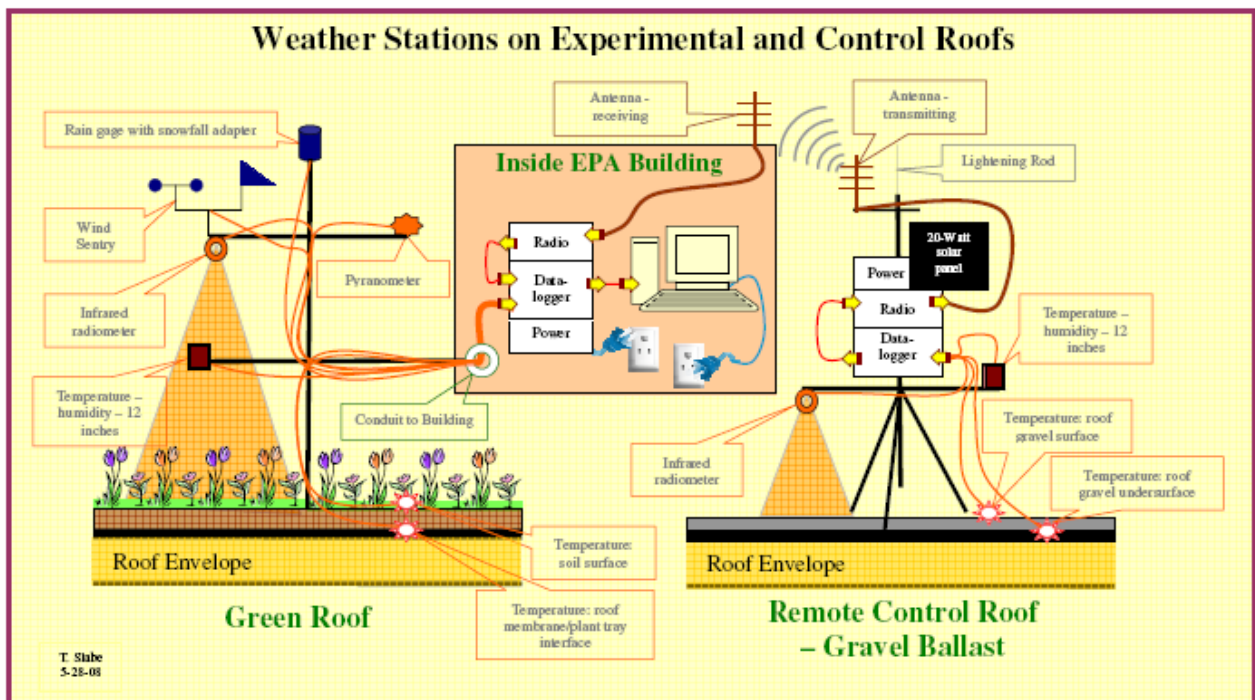 Weather Stations on Experimental and Control Roofs
Rain gage with snowfall adapter
Wind
Sentry
Infrared
radiometer
Temperature –
humidity – 12
inches
Pyranometer
Conduit to Building
Antenna -
receiving
Inside EPA Building
Radio
Data-
logger
Power
Antenna -
transmitting
Lightening Rod
20-Watt
solar
panel
Power
Radio
Data-
logger
Temperature –
humidity – 12
inches
Infrared
radiometer
Temperature: roof
gravel surface
Temperature: roof
gravel undersurface
Roof Envelope
Temperature:
soil surface
Temperature: roof
membrane/plant tray
interface
Green Roof
Roof Envelope
Remote Control Roof
– Gravel Ballast
T. Slabe
5-28-08